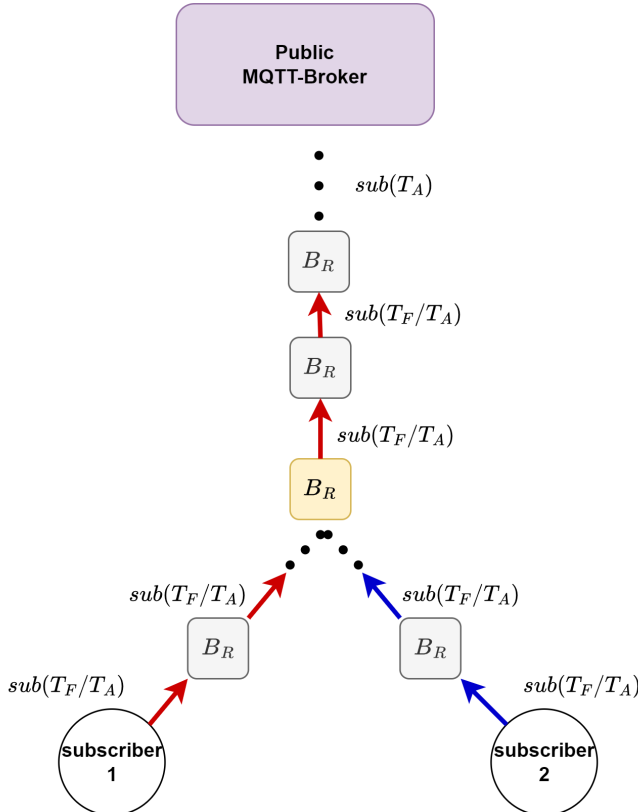 Public
MQTT-Broker
sub(T_A)
B_R
sub(T_F/T_A)
B_R
sub(T_F/T_A)
B_R
sub(T_F/T_A) sub(T_F/T_A)
B_R B_R
sub(T_F/T_A) sub(T_F/T_A)
subscriber
1
subscriber
2